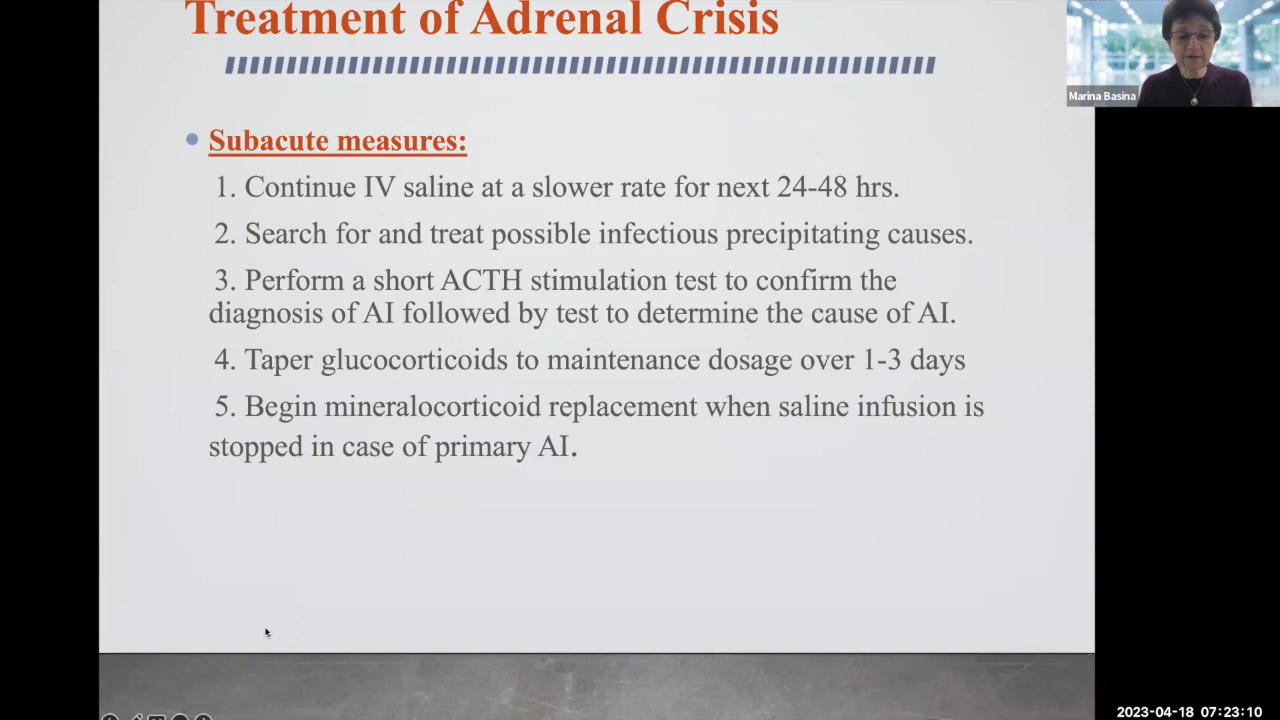 Treatment of Adrenal Crisis
Marina Basina
Subacute measures:
1. Continue IV saline at a slower rate for next 24-48 hrs.
2. Search for and treat possible infectious precipitating causes.
3. Perform a short ACTH stimulation test to confirm the
diagnosis of AI followed by test to determine the cause of AI.
4. Taper glucocorticoids to maintenance dosage over 1-3 days
5. Begin mineralocorticoid replacement when saline infusion is
stopped in case of primary AI.
2023-04-18 07:23:10